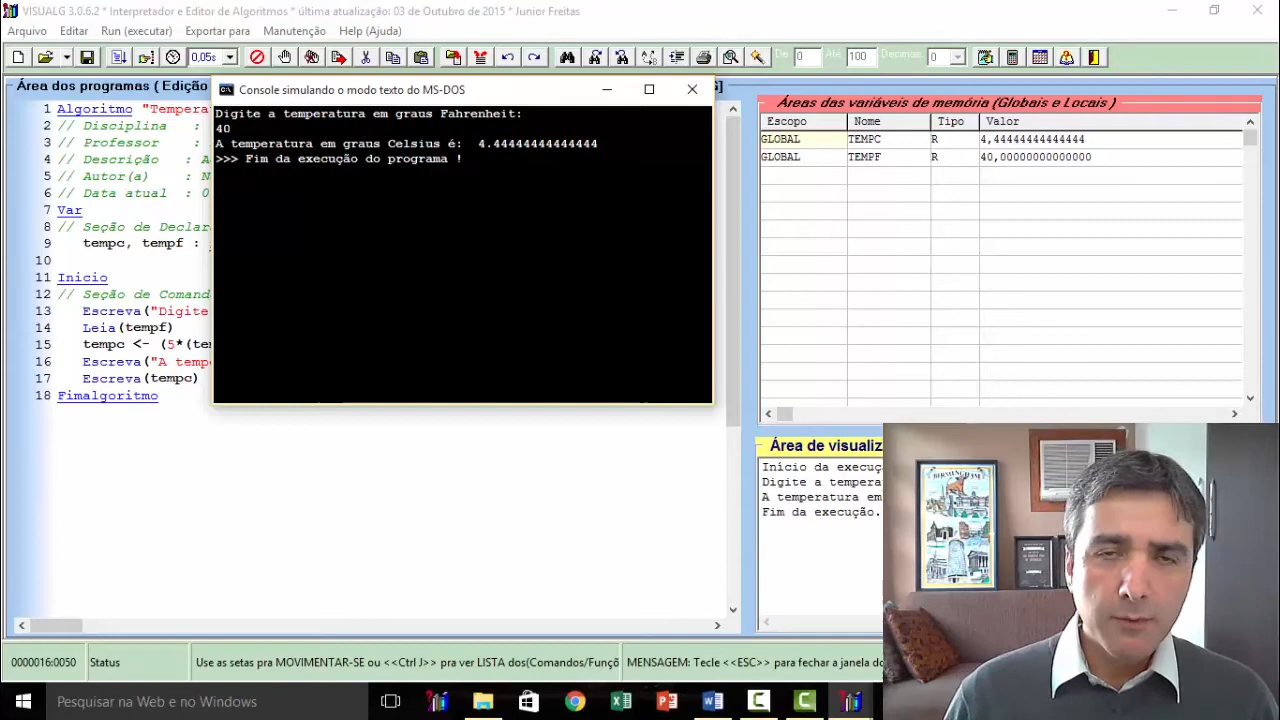 VISUALG 3.0.6.2 * Interpretador e Editor de Algoritmos * última atualização: 03 de Outubro de 2015 * Junior Freitas
Arquivo Editar Run (executar) Exportar para Manutenção Help (Ajuda)
0,05s De 0 Até 100 Decimais 0
Área dos programas ( Edição
Console simulando o modo texto do MS-DOS
Digite a temperatura em graus Fahrenheit:
40
A temperatura em graus Celsius é: 4.44444444444444
>>> Fim da execução do programa !
1 Algoritmo "Tempera
2 // Disciplina :
3 // Professor :
4 // Descrição : A
5 // Autor(a) : N
6 // Data atual : 0
7 Var
8 // Seção de Declar
9 tempc, tempf :
10
11 Inicio
12 // Seção de Comand
13 Escreva("Digite
14 Leia(tempf)
15 tempc <- (5*(tem
16 Escreva("A temp
17 Escreva(tempc)
18 Fimalgoritmo
Áreas das variáveis de memória (Globais e Locais )
Escopo Nome Tipo Valor
GLOBAL TEMPC R 4,44444444444444
GLOBAL TEMPF R 40,00000000000000
Área de visualiz
Início da execuç
Digite a tempera
A temperatura em
Fim da execução.
BIRMINGHAM
0000016:0050 Status Use as setas pra MOVIMENTAR-SE ou <<Ctrl J>> pra ver LISTA dos(Comandos/Funçõ MENSAGEM: Tecle <<ESC>> para fechar a janela do
Pesquisar na Web e no Windows